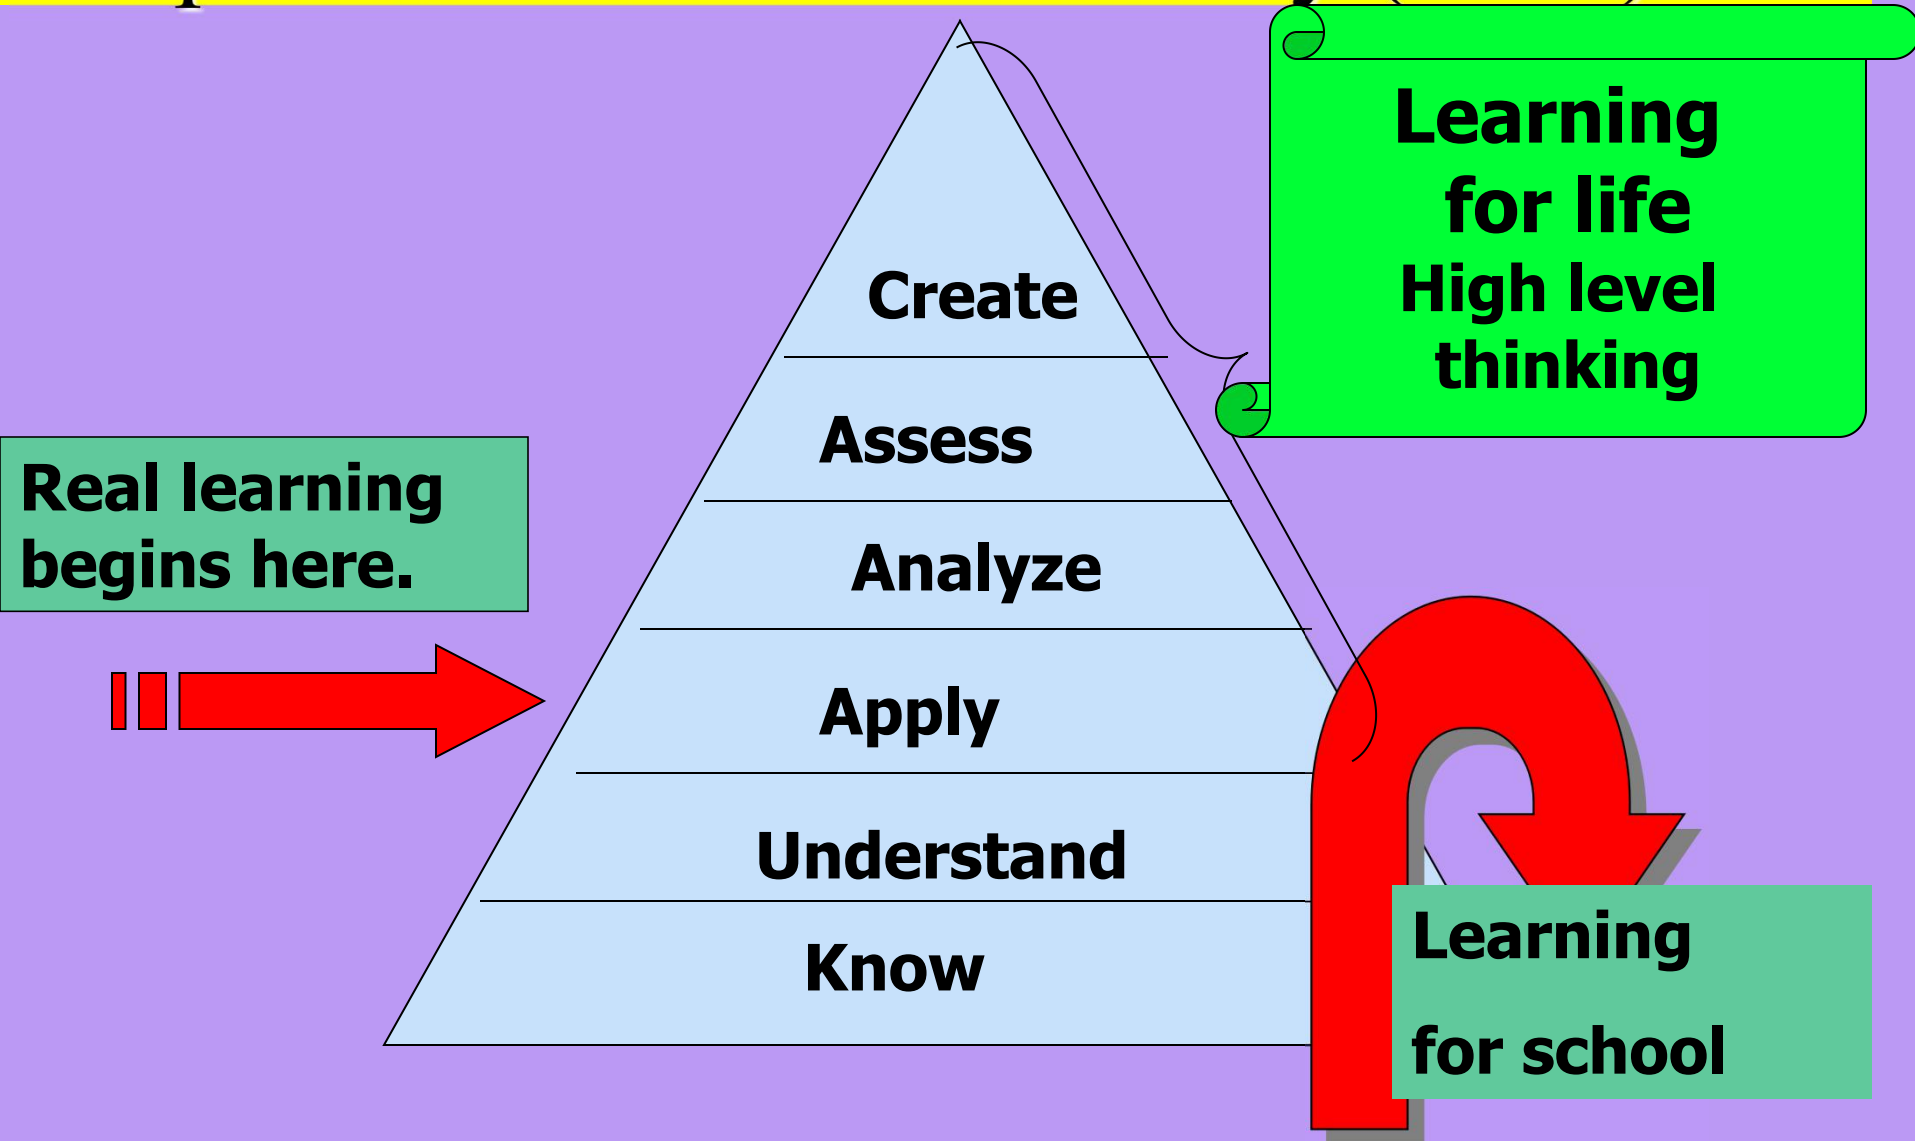 Learning
for life
High level
thinking
Create
Assess
Real learning
begins here.
Analyze
Apply
Understand
Know
Learning
for school